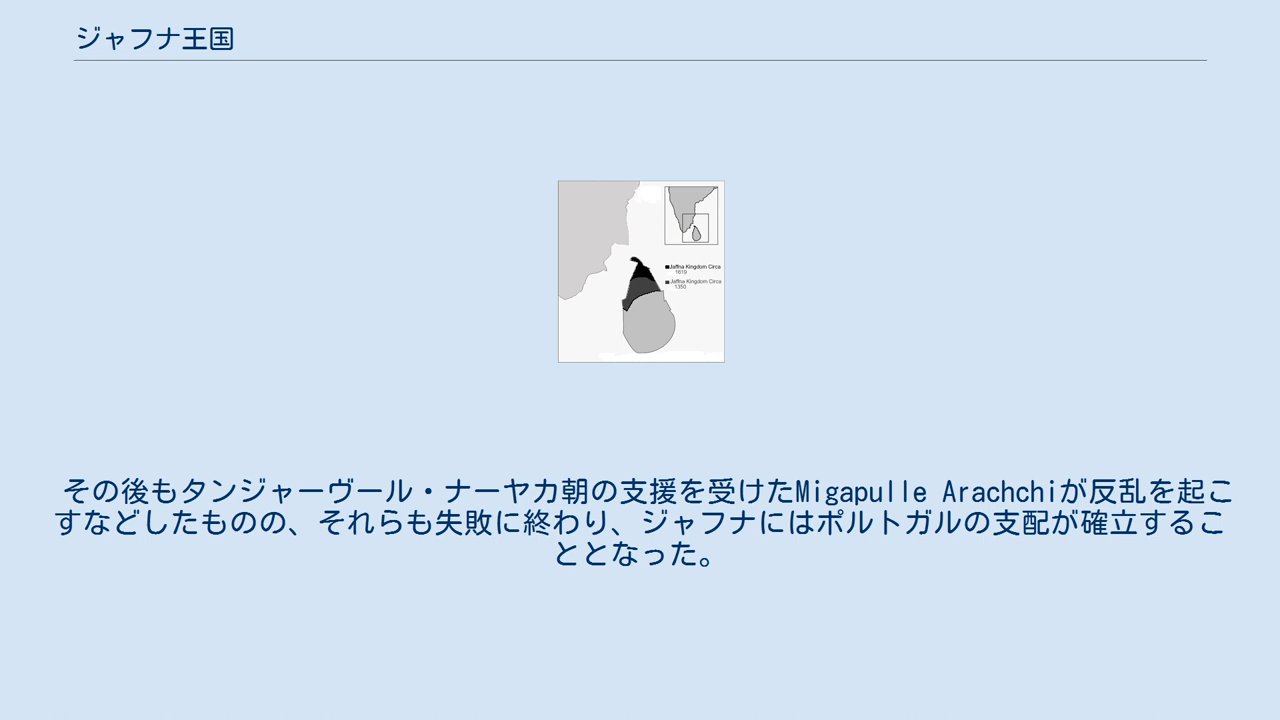 ジャフナ王国
Jaffna Kingdom Circa
1619
Jaffna Kingdom Circa
1350
その後もタンジャーヴール・ナーヤカ朝の支援を受けたMigapulle Arachchiが反乱を起こ
すなどしたものの、それらも失敗に終わり、ジャフナにはポルトガルの支配が確立するこ
ととなった。